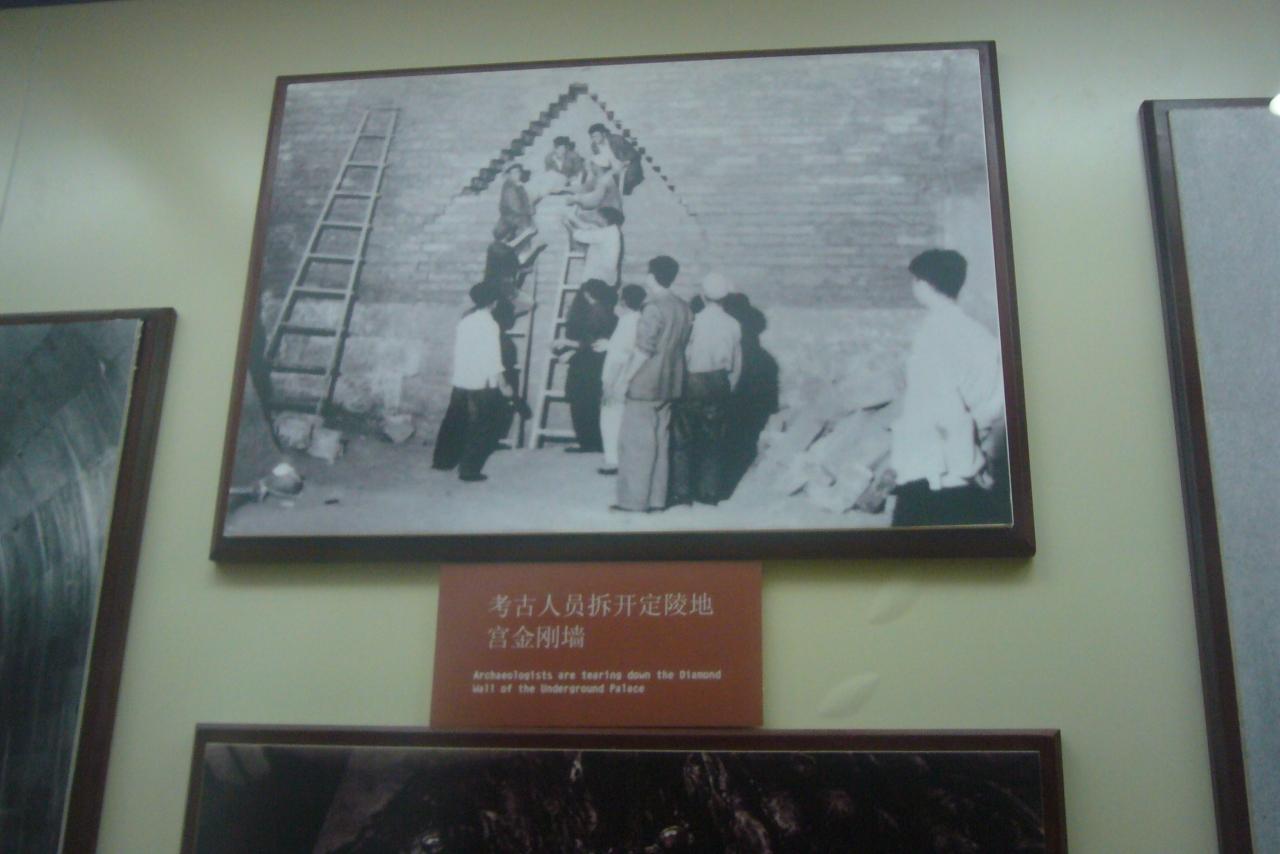 考古人员拆开定陵地
宫金刚墙
Archaeologists are tearing down the Diamond
Wall of the Underground Palace